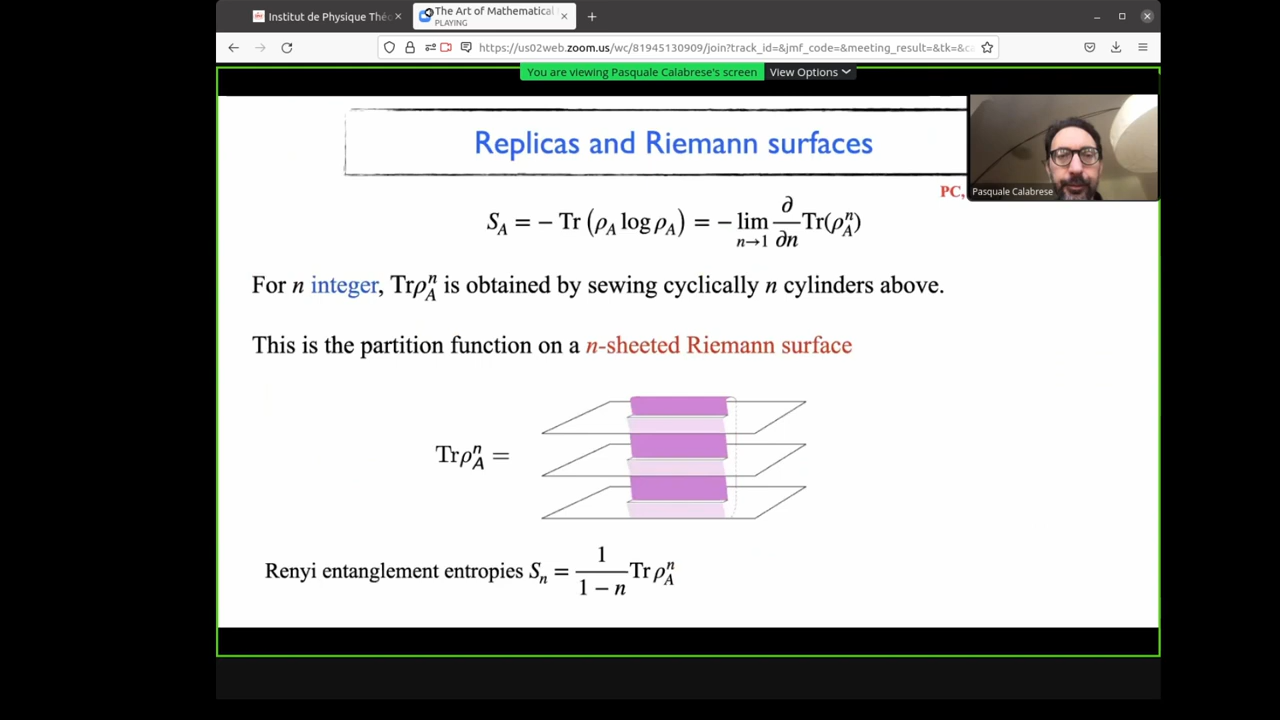 Institut de Physique Théo
The Art of Mathematical
PLAYING
https://us02web.zoom.us/wc/81945130909/join?track_id=&jmf_code=&meeting_result=&tk=&ca
You are viewing Pasquale Calabrese's screen
View Options
Replicas and Riemann surfaces
Pasquale Calabrese
PC,
S_A = − Tr (ρ_A log ρ_A) = − lim_{n→1} ∂/∂n Tr(ρ_A^n)
For n integer, Trρ_A^n is obtained by sewing cyclically n cylinders above.
This is the partition function on a n-sheeted Riemann surface
Trρ_A^n =
Renyi entanglement entropies S_n = 1/(1 − n) Tr ρ_A^n